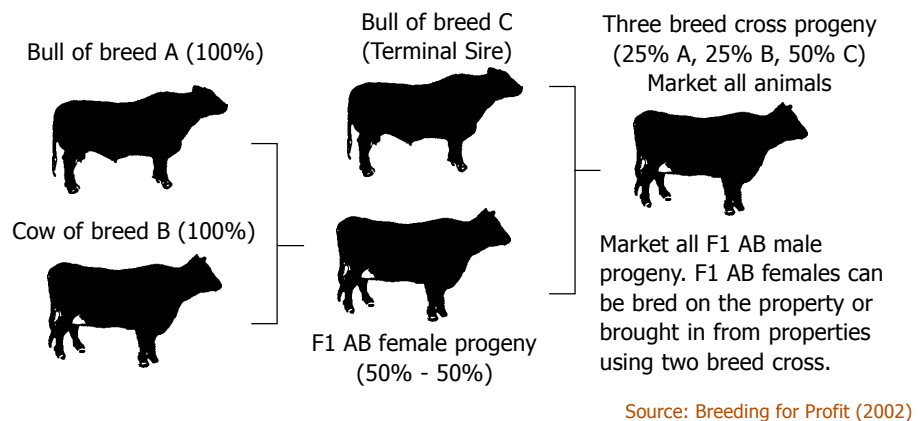 Bull of breed A (100%)
Cow of breed B (100%)
Bull of breed C
(Terminal Sire)
F1 AB female progeny
(50% - 50%)
Three breed cross progeny
(25% A, 25% B, 50% C)
Market all animals
Market all F1 AB male
progeny. F1 AB females can
be bred on the property or
brought in from properties
using two breed cross.
Source: Breeding for Profit (2002)